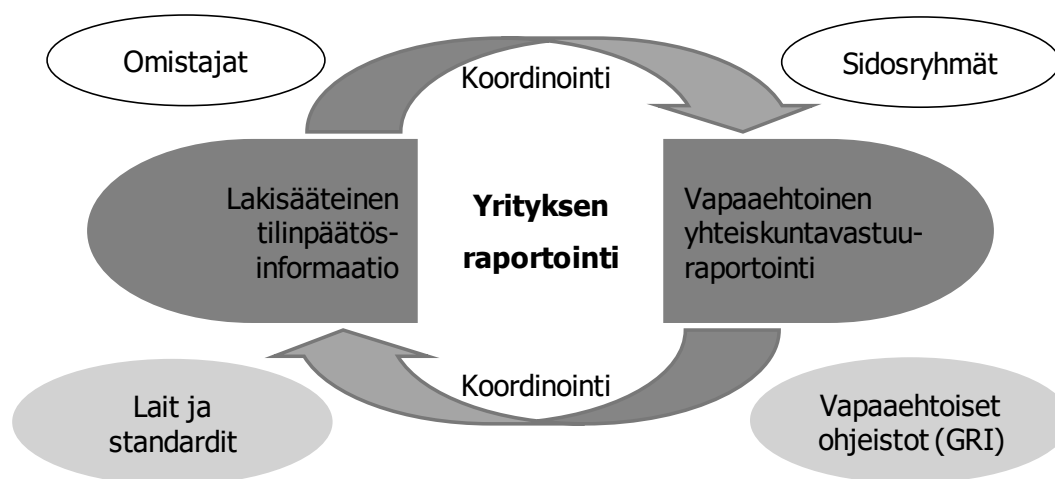 Omistajat
Koordinointi
Sidosryhmät
Lakisääteinen
tilinpäätös-
informaatio
Yrityksen
raportointi
Vapaaehtoinen
yhteiskuntavastuu-
raportointi
Lait ja
standardit
Koordinointi
Vapaaehtoiset
ohjeistot (GRI)